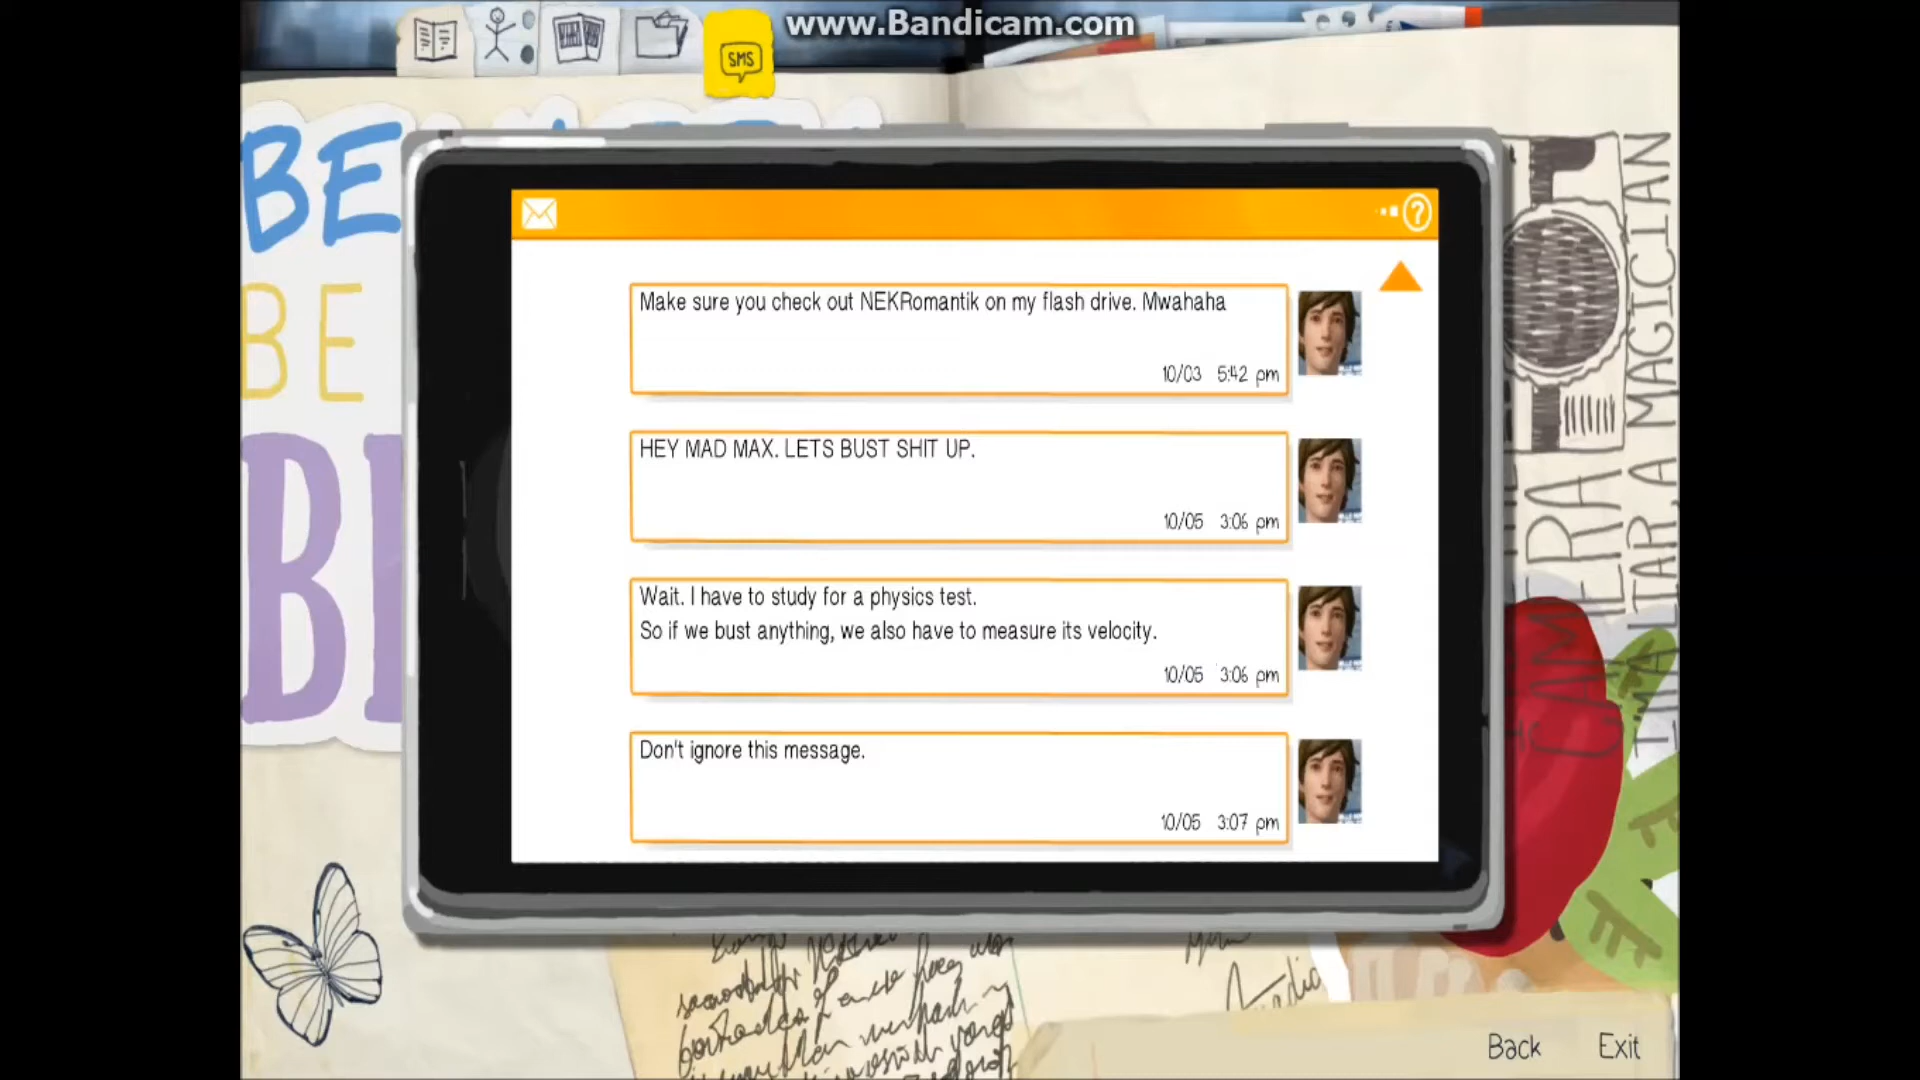 www.Bandicam.com
SMS
BE
BE
Make sure you check out NEKRomantik on my flash drive. Mwahaha
10/03 5:42 pm
HEY MAD MAX. LETS BUST SHIT UP.
10/05 3:06 pm
Wait. I have to study for a physics test.
So if we bust anything, we also have to measure its velocity.
10/05 3:06 pm
Don't ignore this message.
10/05 3:07 pm
CAMERA
A MAGICIAN
Back Exit